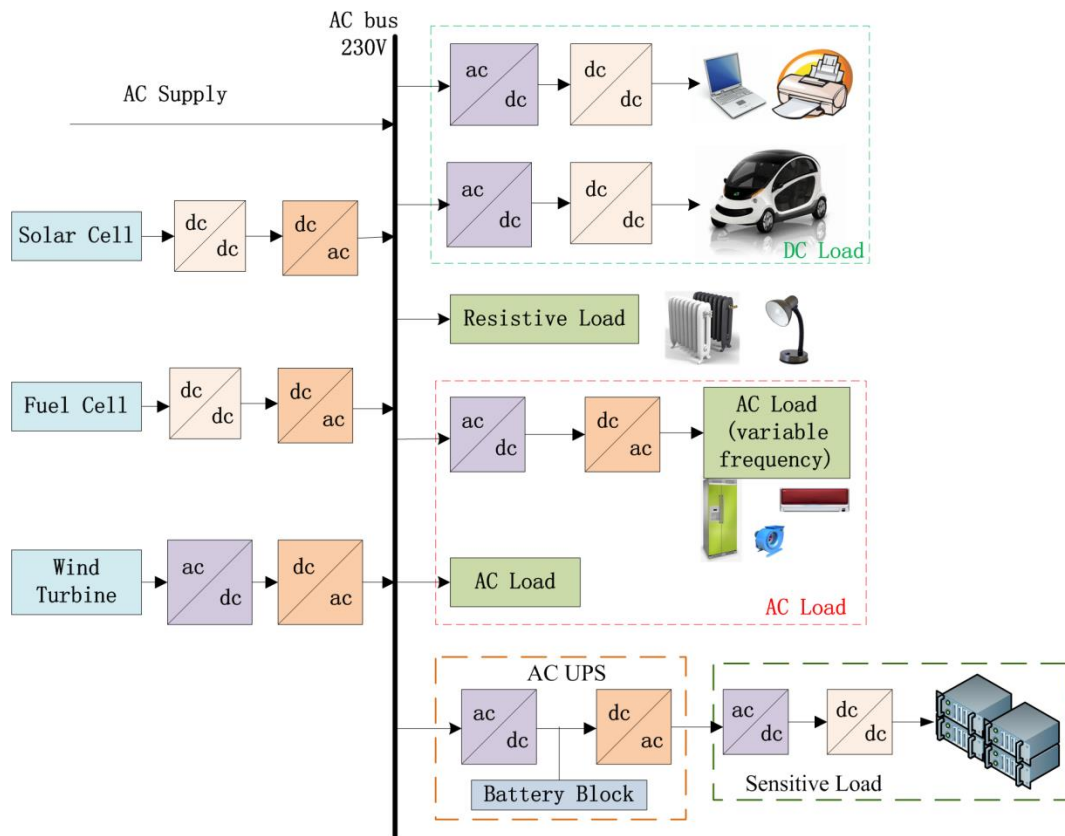 AC bus
230V
AC Supply
ac
dc
dc
dc
ac
dc
dc
dc
DC Load
Solar Cell
dc
dc
dc
ac
Resistive Load
Fuel Cell
dc
dc
dc
ac
ac
dc
dc
ac
AC Load
(variable
frequency)
Wind
Turbine
ac
dc
dc
ac
AC Load
AC Load
AC UPS
ac
dc
dc
ac
Battery Block
ac
dc
dc
dc
Sensitive Load